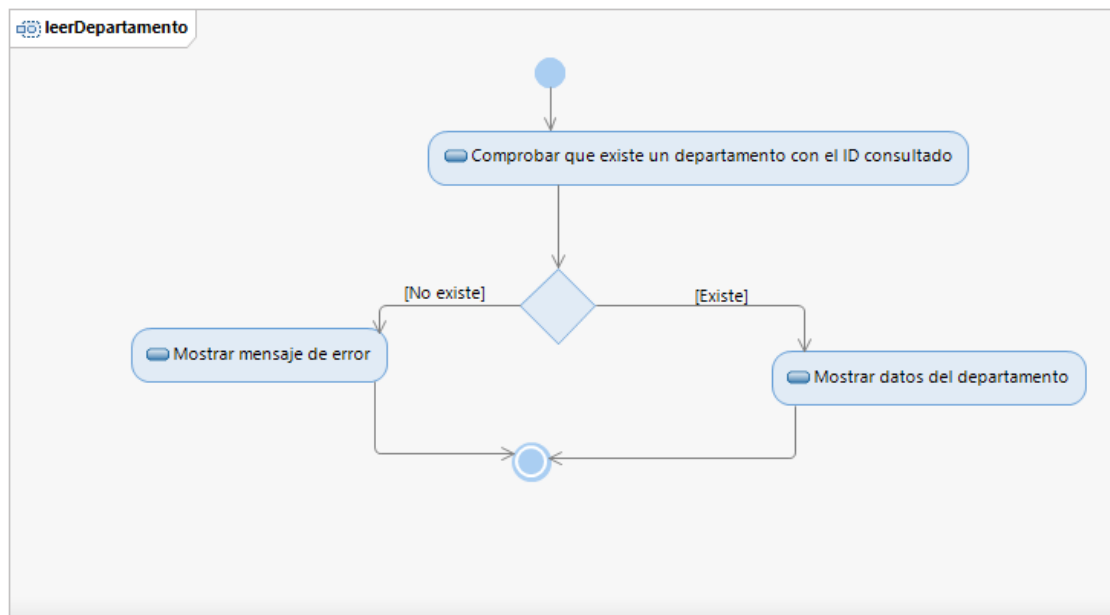 leerDepartamento
Comprobar que existe un departamento con el ID consultado
[No existe]
[Existe]
Mostrar mensaje de error
Mostrar datos del departamento